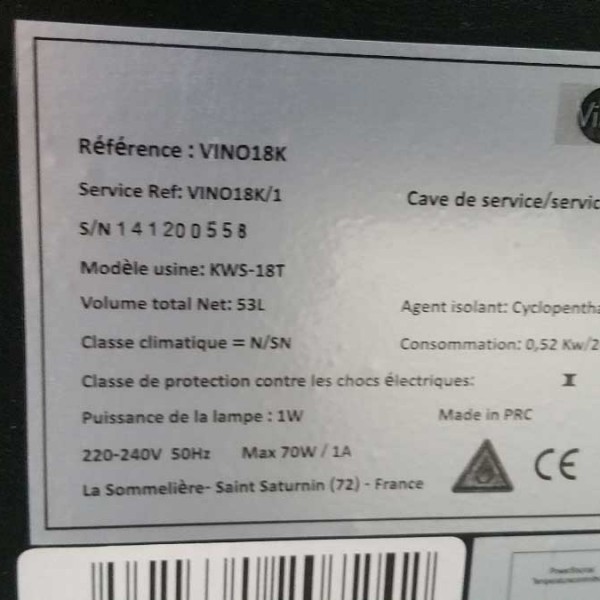 Vi
Référence : VINO18K
Service Ref: VINO18K/1
Cave de service/servic
S/N 141200558
Modèle usine: KWS-18T
Volume total Net: 53L
Agent isolant: Cyclopentha
Classe climatique = N/SN
Consommation: 0,52 Kw/2
Classe de protection contre les chocs électriques: I
Puissance de la lampe : 1W
Made in PRC
220-240V 50Hz Max 70W / 1A
CE
La Sommelière- Saint Saturnin (72) - France